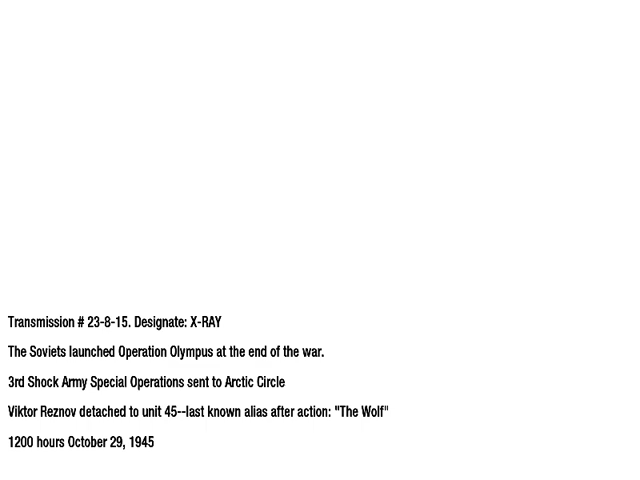 Transmission # 23-8-15. Designate: X-RAY
The Soviets launched Operation Olympus at the end of the war.
3rd Shock Army Special Operations sent to Arctic Circle
Viktor Reznov detached to unit 45--last known alias after action: "The Wolf"
1200 hours October 29, 1945